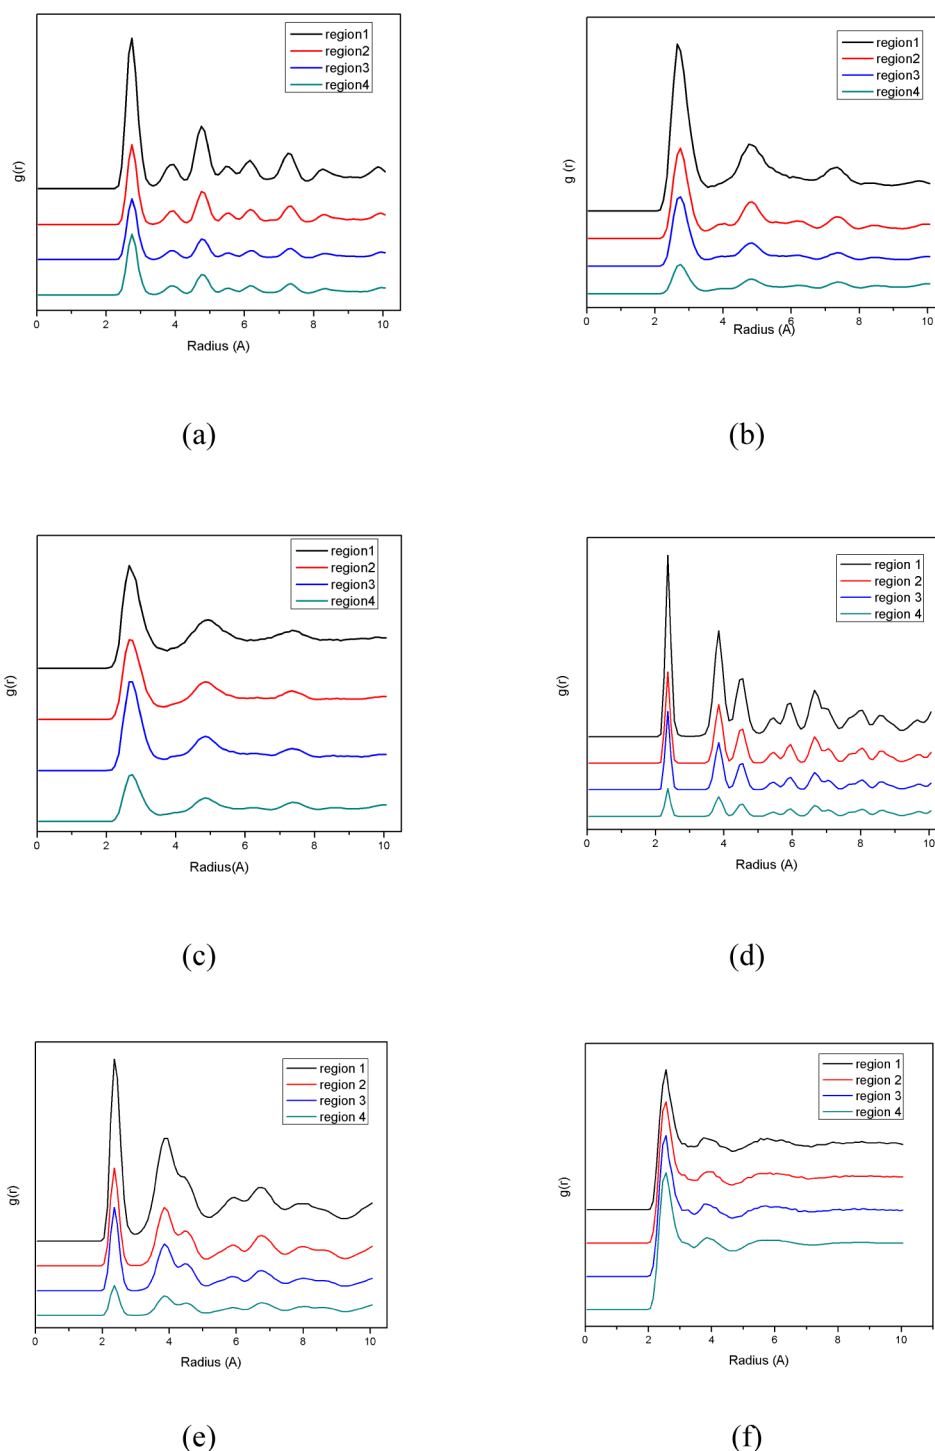 region1
region2
region3
region4
g(r)
0 2 4 6 8 10
Radius (A)
(a)
region1
region2
region3
region4
g (r)
0 2 4 6 8 10
Radius (A)
(b)
region1
region2
region3
region4
g(r)
0 2 4 6 8 10
Radius(A)
(c)
region 1
region 2
region 3
region 4
g(r)
0 2 4 6 8 10
Radius (A)
(d)
region 1
region 2
region 3
region 4
g(r)
0 2 4 6 8 10
Radius (A)
(e)
region 1
region 2
region 3
region 4
g(r)
0 2 4 6 8 10
Radius (A)
(f)